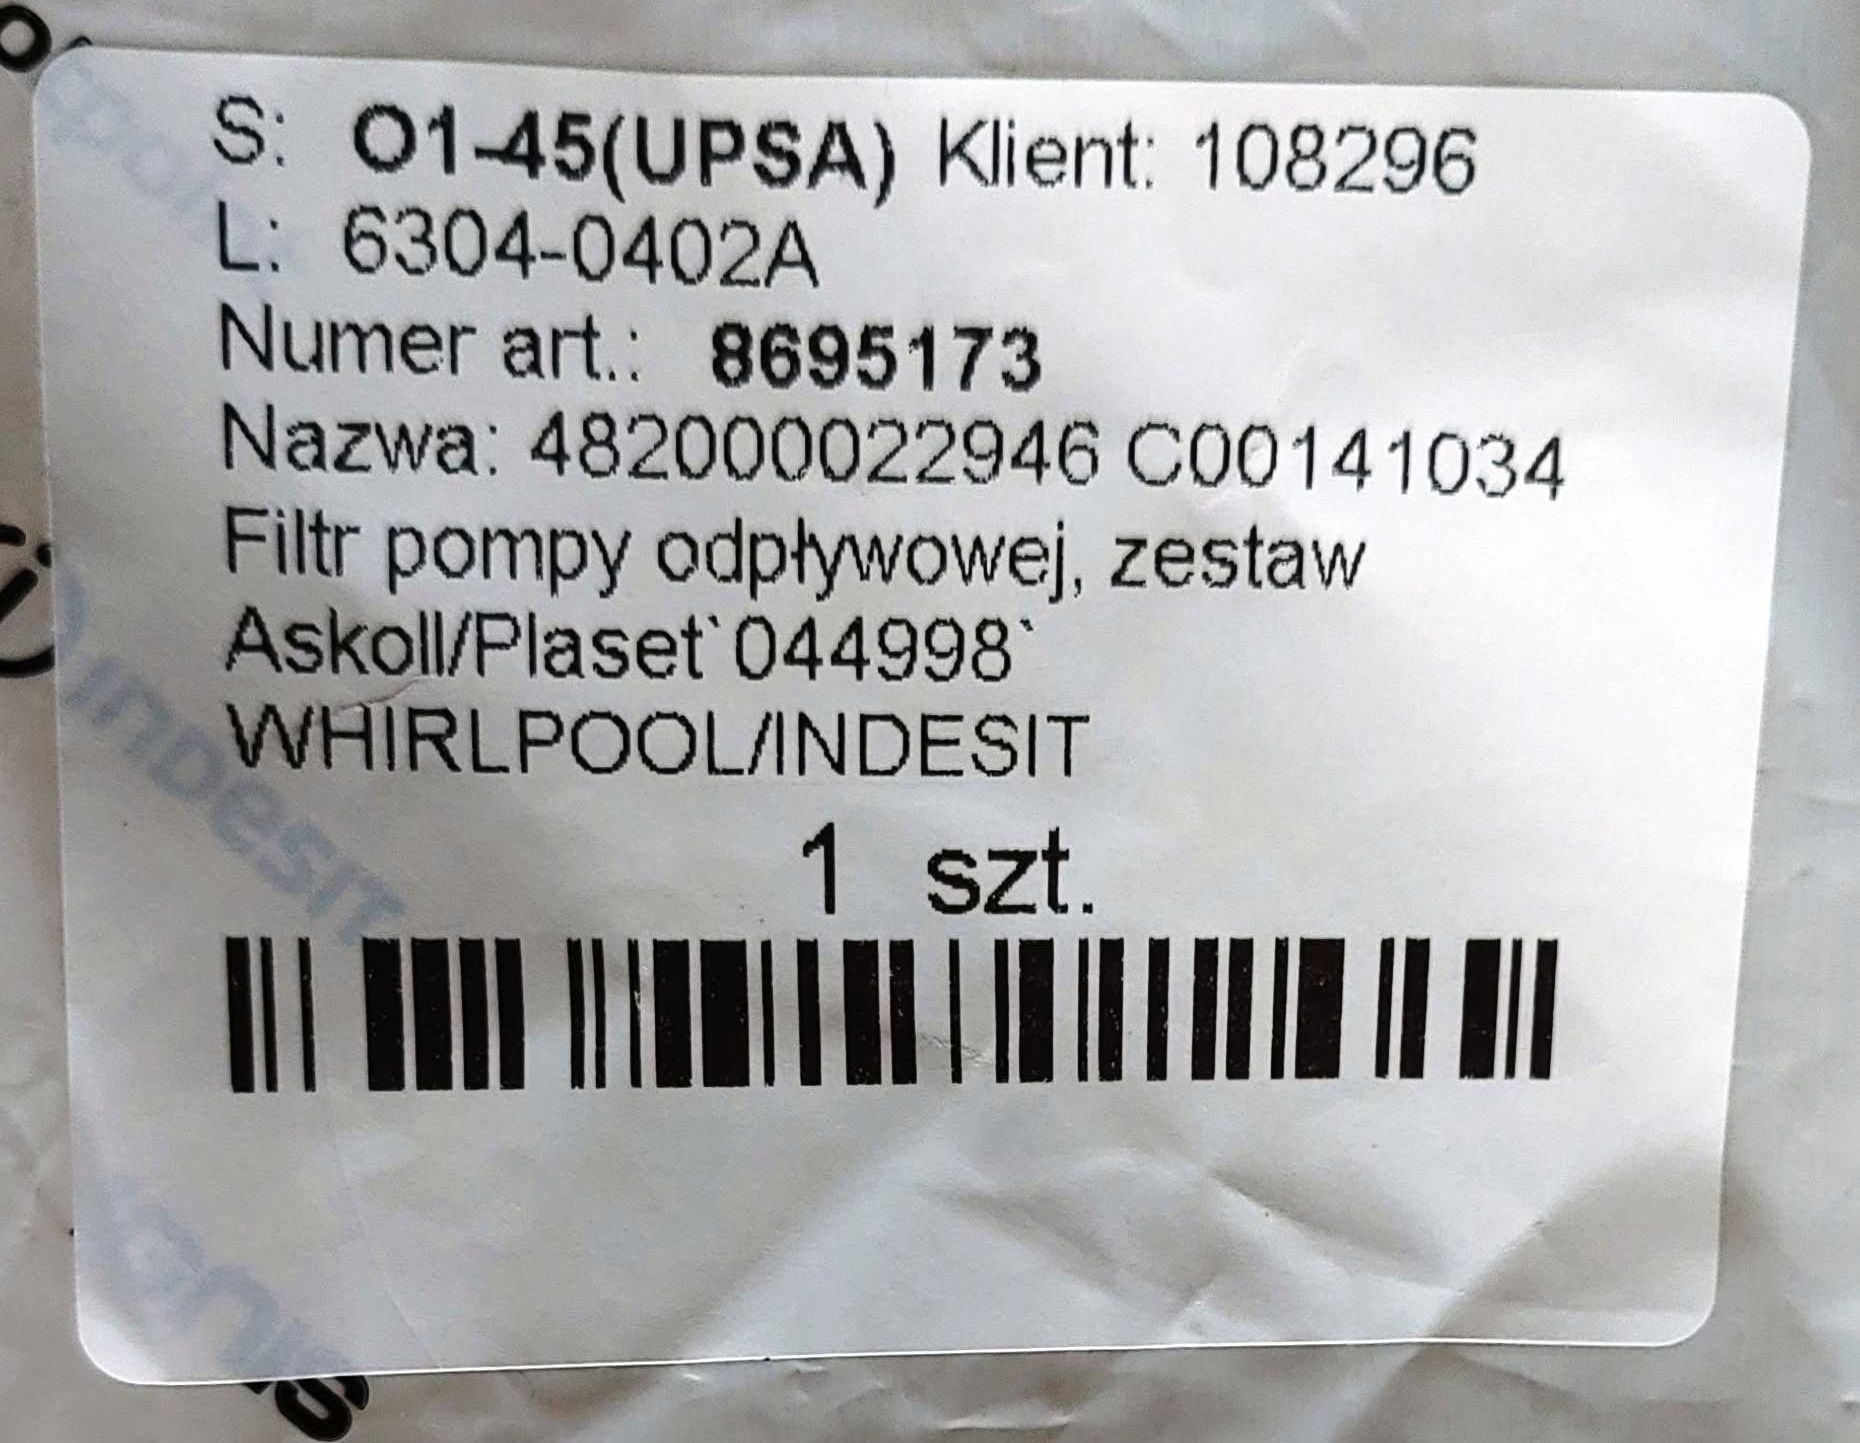 S: O1-45(UPSA) Klient: 108296
L: 6304-0402A
Numer art.: 8695173
Nazwa: 482000022946 C00141034
Filtr pompy odpływowej, zestaw
Askoll/Plaset`044998`
WHIRLPOOL/INDESIT
1 szt.
INDESIT